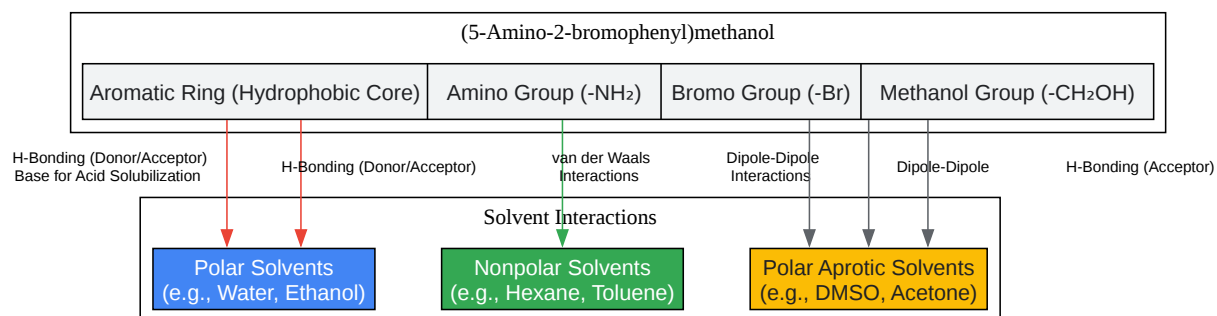 (5-Amino-2-bromophenyl)methanol
Aromatic Ring (Hydrophobic Core)
Amino Group (-NH₂)
Bromo Group (-Br)
Methanol Group (-CH₂OH)
H-Bonding (Donor/Acceptor)
Base for Acid Solubilization
H-Bonding (Donor/Acceptor)
van der Waals
Interactions
Dipole-Dipole
Interactions
Dipole-Dipole
H-Bonding (Acceptor)
Solvent Interactions
Polar Solvents
(e.g., Water, Ethanol)
Nonpolar Solvents
(e.g., Hexane, Toluene)
Polar Aprotic Solvents
(e.g., DMSO, Acetone)